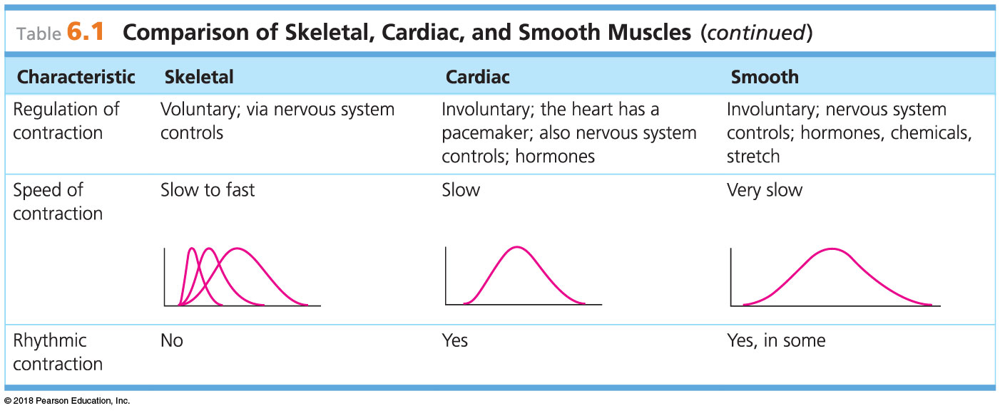 Table 6.1 Comparison of Skeletal, Cardiac, and Smooth Muscles (continued)
Characteristic Skeletal Cardiac Smooth
Regulation of
contraction
Voluntary; via nervous system
controls
Involuntary; the heart has a
pacemaker; also nervous system
controls; hormones
Involuntary; nervous system
controls; hormones, chemicals,
stretch
Speed of
contraction
Slow to fast
Slow
Very slow
Rhythmic
contraction
No
Yes
Yes, in some
© 2018 Pearson Education, Inc.